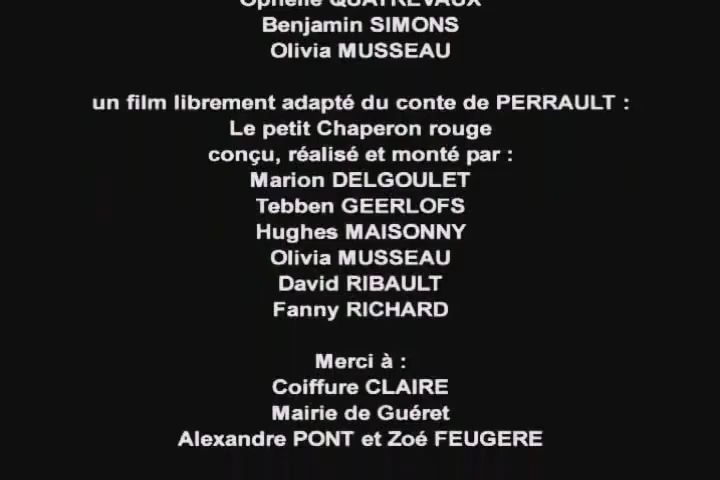 Ophélie QUATREVAUX
Benjamin SIMONS
Olivia MUSSEAU
un film librement adapté du conte de PERRAULT :
Le petit Chaperon rouge
conçu, réalisé et monté par :
Marion DELGOULET
Tebben GEERLOFS
Hughes MAISONNY
Olivia MUSSEAU
David RIBAULT
Fanny RICHARD
Merci à :
Coiffure CLAIRE
Mairie de Guéret
Alexandre PONT et Zoé FEUGERE